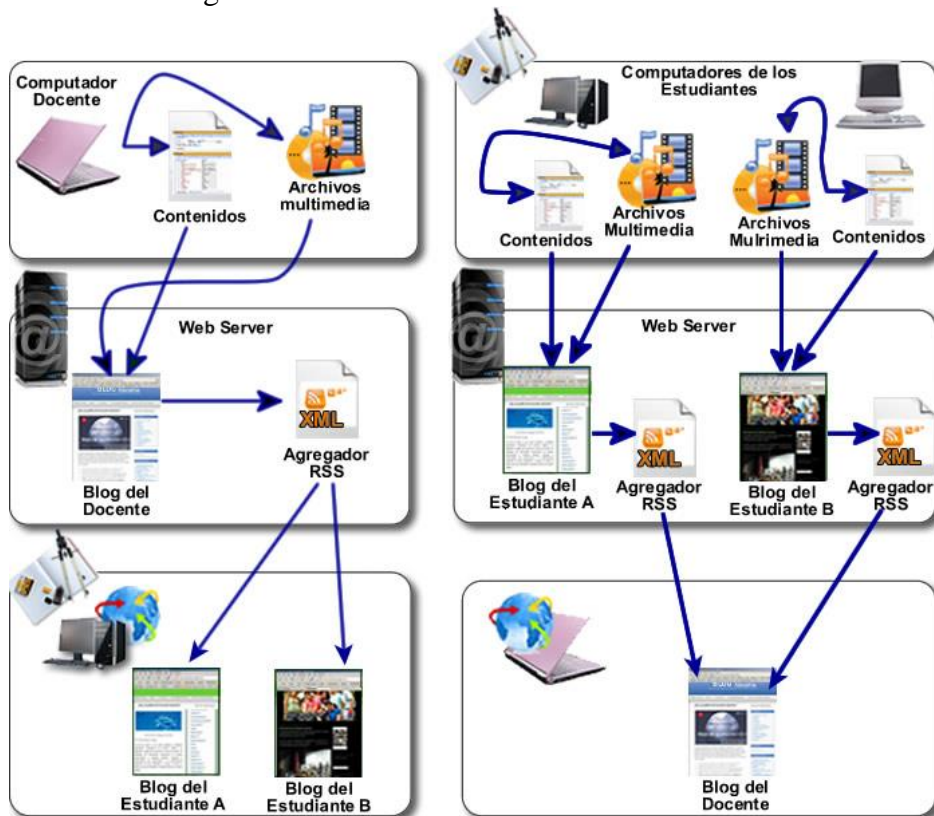 Computador
Docente
Contenidos
Archivos
multimedia
Web Server
@
XML
Blog del
Docente
Agregador
RSS
Blog del
Estudiante A
Blog del
Estudiante B
Computadores de los
Estudiantes
Contenidos
Archivos
Multimedia
Archivos
Mulrimedia
Contenidos
Web Server
@
XML
XML
Blog del
Estudiante A
Agregador
RSS
Blog del
Estudiante B
Agregador
RSS
Blog del
Docente